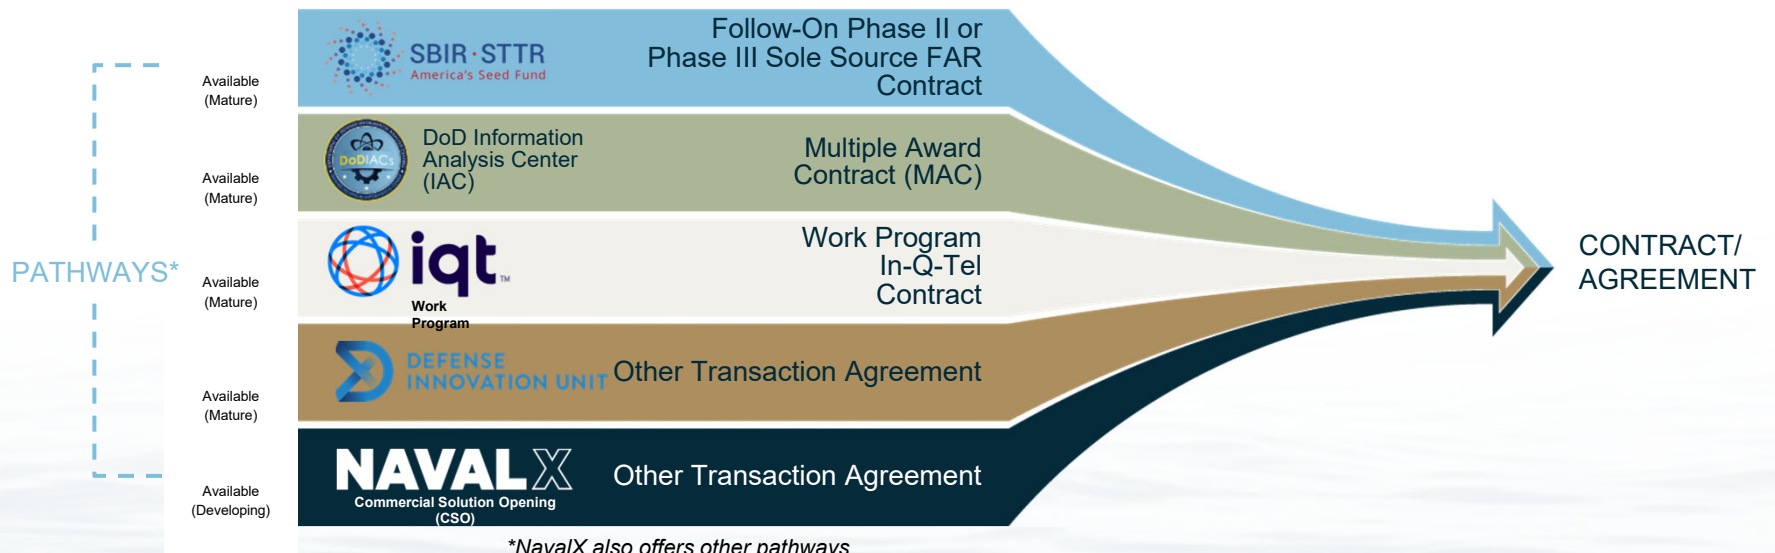 PATHWAYS*
Available
(Mature)
SBIR·STTR
America's Seed Fund
Follow-On Phase II or
Phase III Sole Source FAR
Contract
Available
(Mature)
DoDIACs
DoD Information
Analysis Center
(IAC)
Multiple Award
Contract (MAC)
Available
(Mature)
iqt™
Work
Program
Work Program
In-Q-Tel
Contract
Available
(Mature)
DEFENSE
INNOVATION UNIT
Other Transaction Agreement
Available
(Developing)
NAVALX
Commercial Solution Opening
(CSO)
Other Transaction Agreement
CONTRACT/
AGREEMENT
*NavalX also offers other pathways